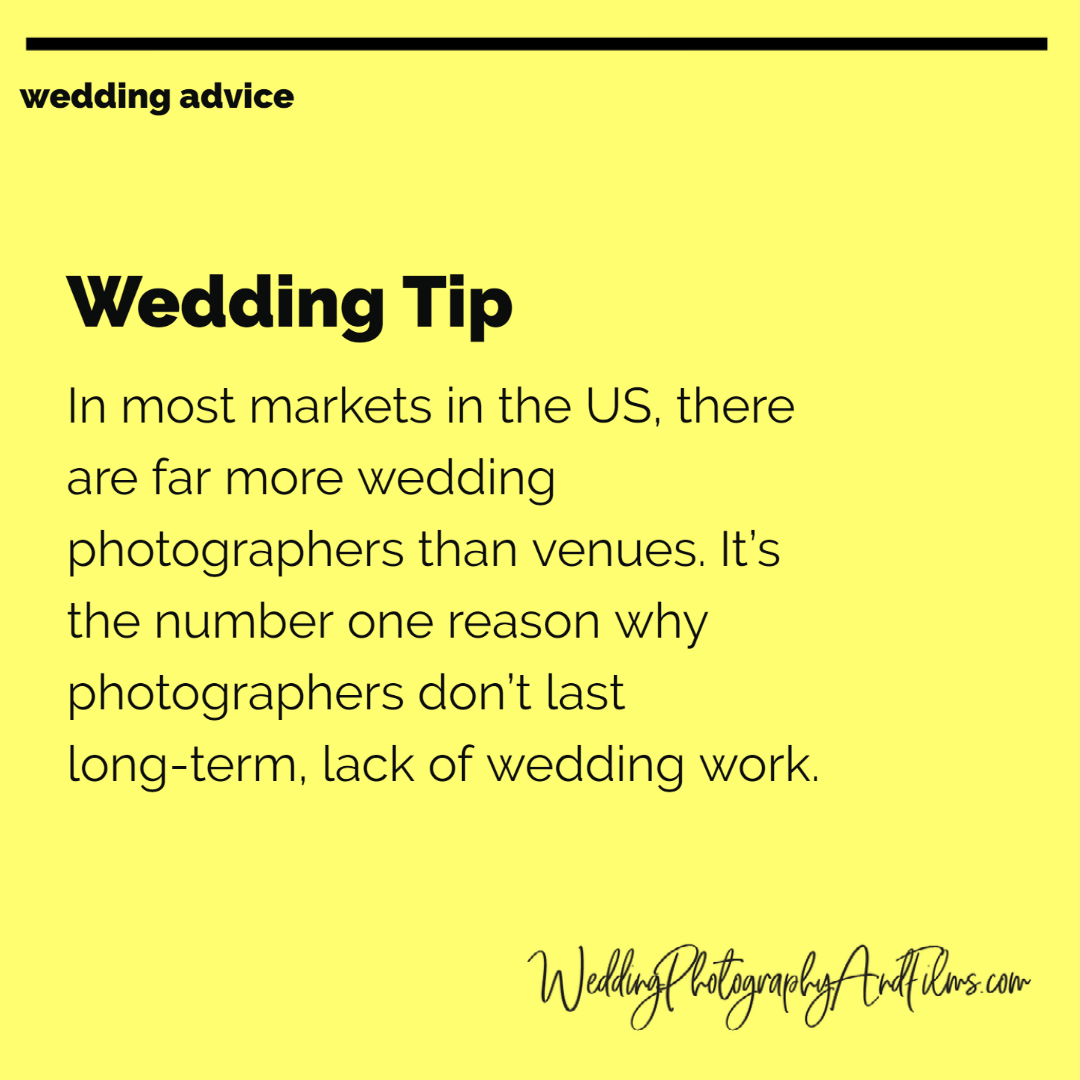 wedding advice
Wedding Tip
In most markets in the US, there
are far more wedding
photographers than venues. It’s
the number one reason why
photographers don’t last
long-term, lack of wedding work.
WeddingPhotographyAndFilms.com